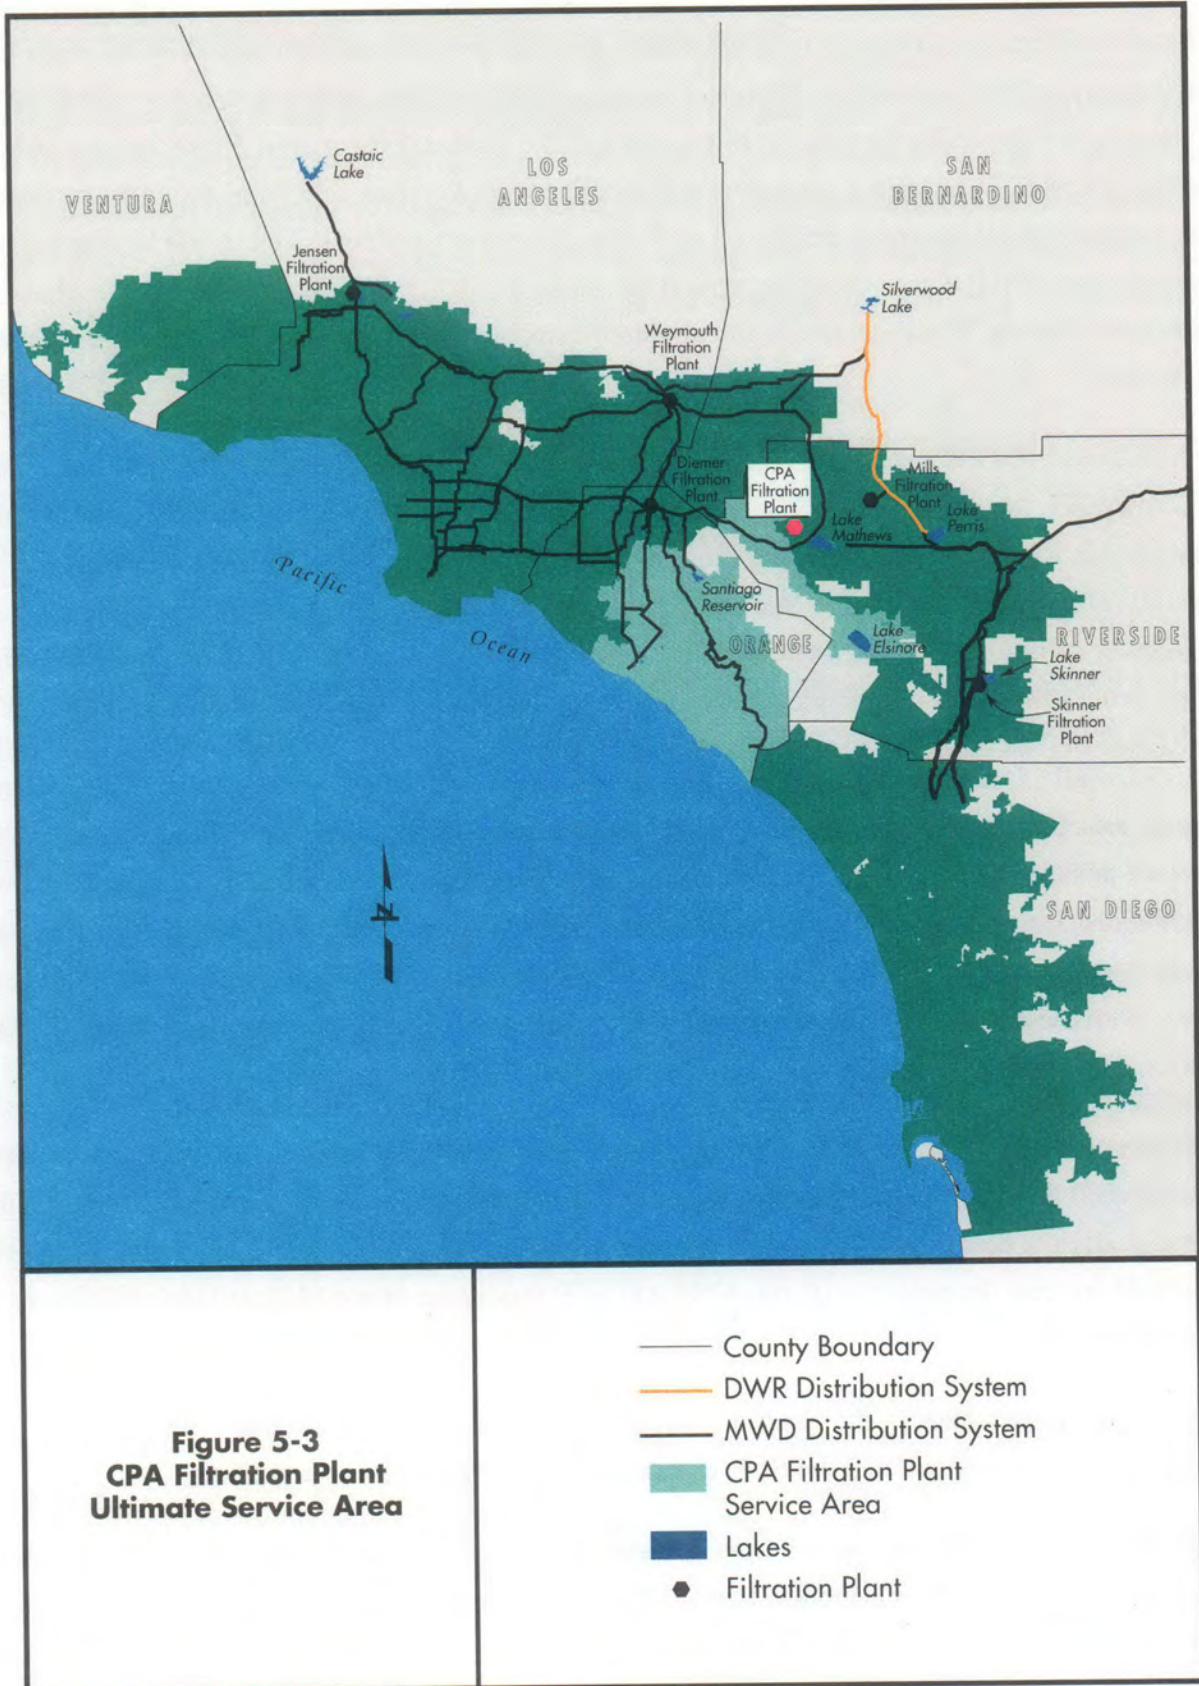 Castaic
Lake
LOS
ANGELES
SAN
BERNARDINO
VENTURA
Jensen
Filtration
Plant
Silverwood
Lake
Weymouth
Filtration
Plant
Diemer
Filtration
Plant
CPA
Filtration
Plant
Mills
Filtration
Plant
Lake
Perris
Lake
Mathews
Pacific
Ocean
Santiago
Reservoir
ORANGE
Lake
Elsinore
RIVERSIDE
Lake
Skinner
Skinner
Filtration
Plant
N
SAN DIEGO
Figure 5-3
CPA Filtration Plant
Ultimate Service Area
County Boundary
DWR Distribution System
MWD Distribution System
CPA Filtration Plant
Service Area
Lakes
Filtration Plant